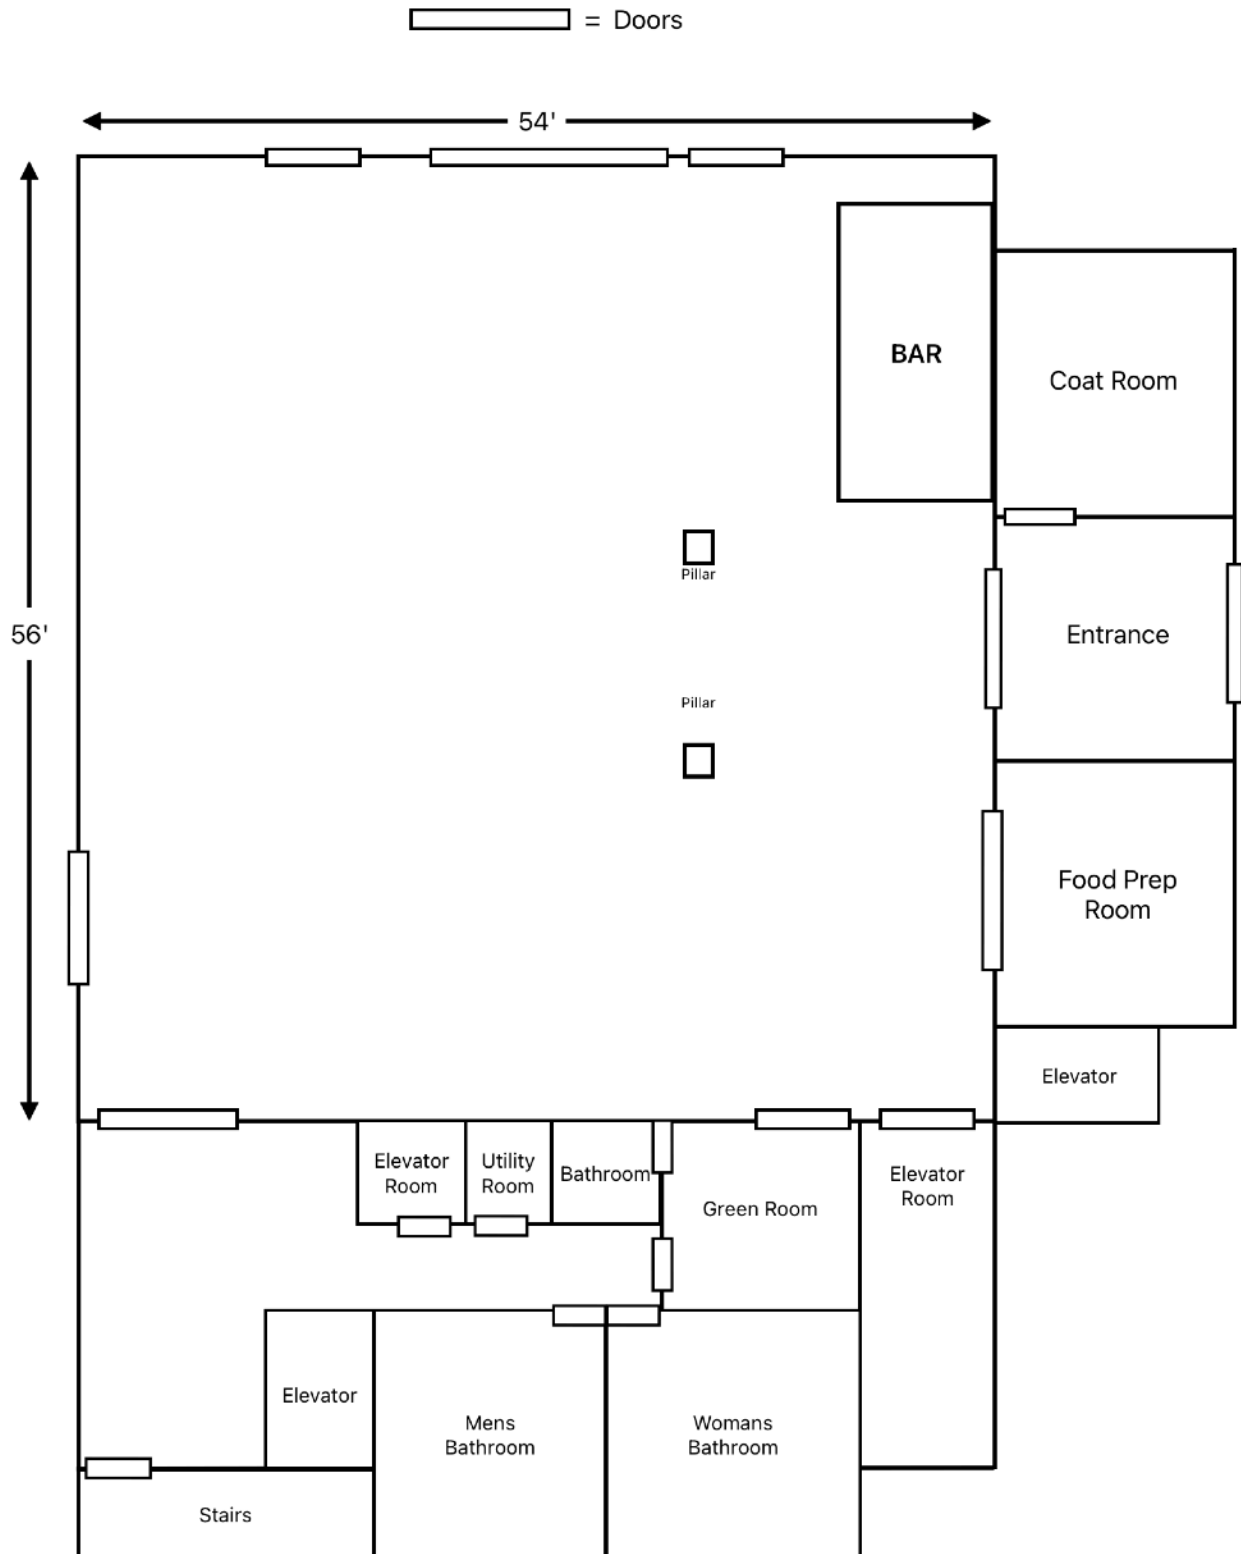 = Doors
54'
BAR
Coat Room
Pillar
56'
Entrance
Pillar
Food Prep
Room
Elevator
Elevator
Room
Utility
Room
Bathroom
Green Room
Elevator
Room
Elevator
Mens
Bathroom
Womans
Bathroom
Stairs